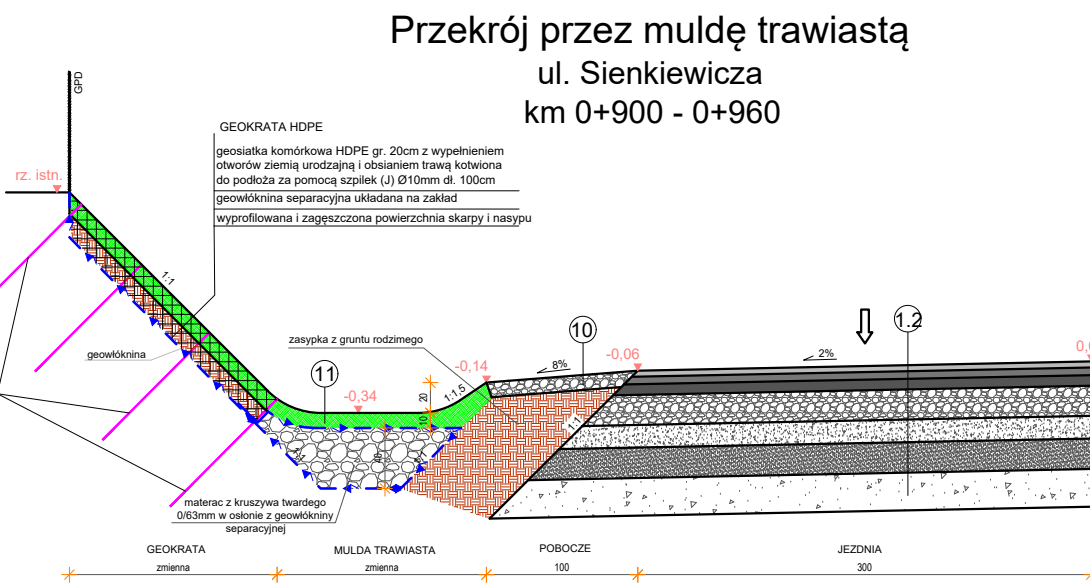 Przekrój przez muldę trawiastą
ul. Sienkiewicza
km 0+900 - 0+960
GPD
rz. istn.
GEOKRATA HDPE
geosiatka komórkowa HDPE gr. 20cm z wypełnieniem
otworów ziemią urodzajną i obsianiem trawą kotwiona
do podłoża za pomocą szpilek (J) Ø10mm dł. 100cm
geowłóknina separacyjna układana na zakład
wyprofilowana i zagęszczona powierzchnia skarpy i nasypu
1:1
geowłóknina
zasypka z gruntu rodzimego
11
-0,34
1:1,5
20
10
-0,14
8%
10
-0,06
2%
1.2
1:1
materac z kruszywa twardego
0/63mm w osłonie z geowłókniny
separacyjnej
GEOKRATA
zmienna
MULDA TRAWIASTA
zmienna
POBOCZE
100
JEZDNIA
300